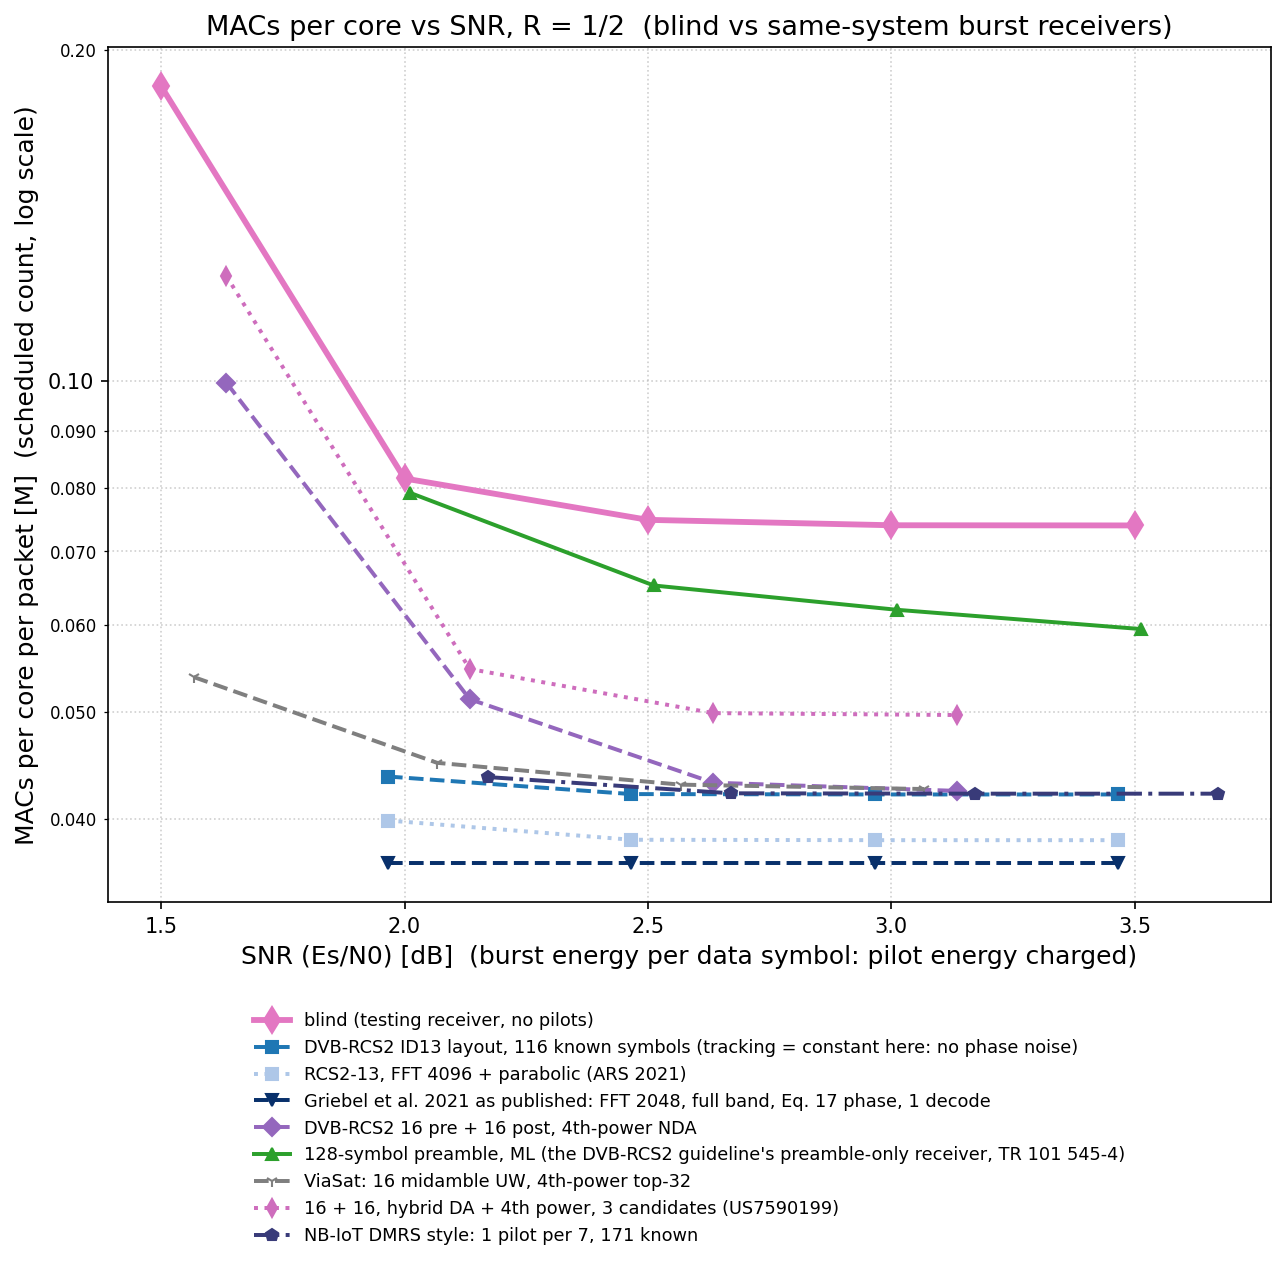 MACs per core vs SNR, R = 1/2  (blind vs same-system burst receivers)
MACs per core per packet [M]  (scheduled count, log scale)
0.20
0.10
0.090
0.080
0.070
0.060
0.050
0.040
1.5 2.0 2.5 3.0 3.5
SNR (Es/N0) [dB]  (burst energy per data symbol: pilot energy charged)
blind (testing receiver, no pilots)
DVB-RCS2 ID13 layout, 116 known symbols (tracking = constant here: no phase noise)
RCS2-13, FFT 4096 + parabolic (ARS 2021)
Griebel et al. 2021 as published: FFT 2048, full band, Eq. 17 phase, 1 decode
DVB-RCS2 16 pre + 16 post, 4th-power NDA
128-symbol preamble, ML (the DVB-RCS2 guideline's preamble-only receiver, TR 101 545-4)
ViaSat: 16 midamble UW, 4th-power top-32
16 + 16, hybrid DA + 4th power, 3 candidates (US7590199)
NB-IoT DMRS style: 1 pilot per 7, 171 known